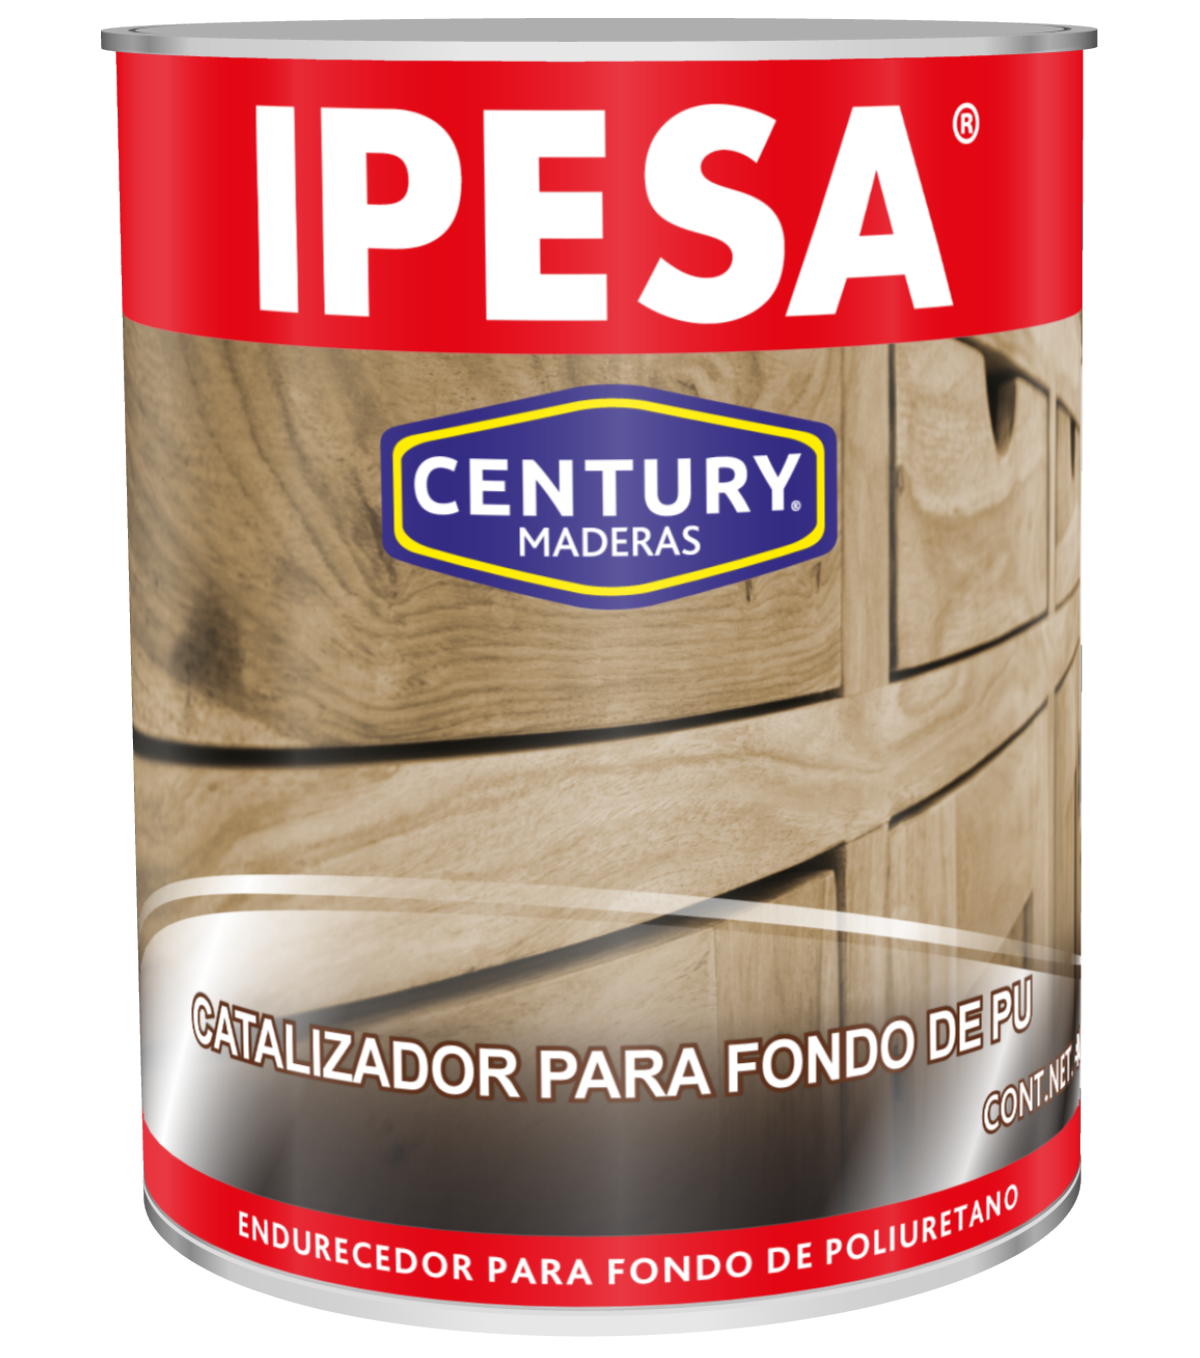 IPESA®
CENTURY®
MADERAS
CATALIZADOR PARA FONDO DE PU
CONT.NET.
ENDURECEDOR PARA FONDO DE POLIURETANO